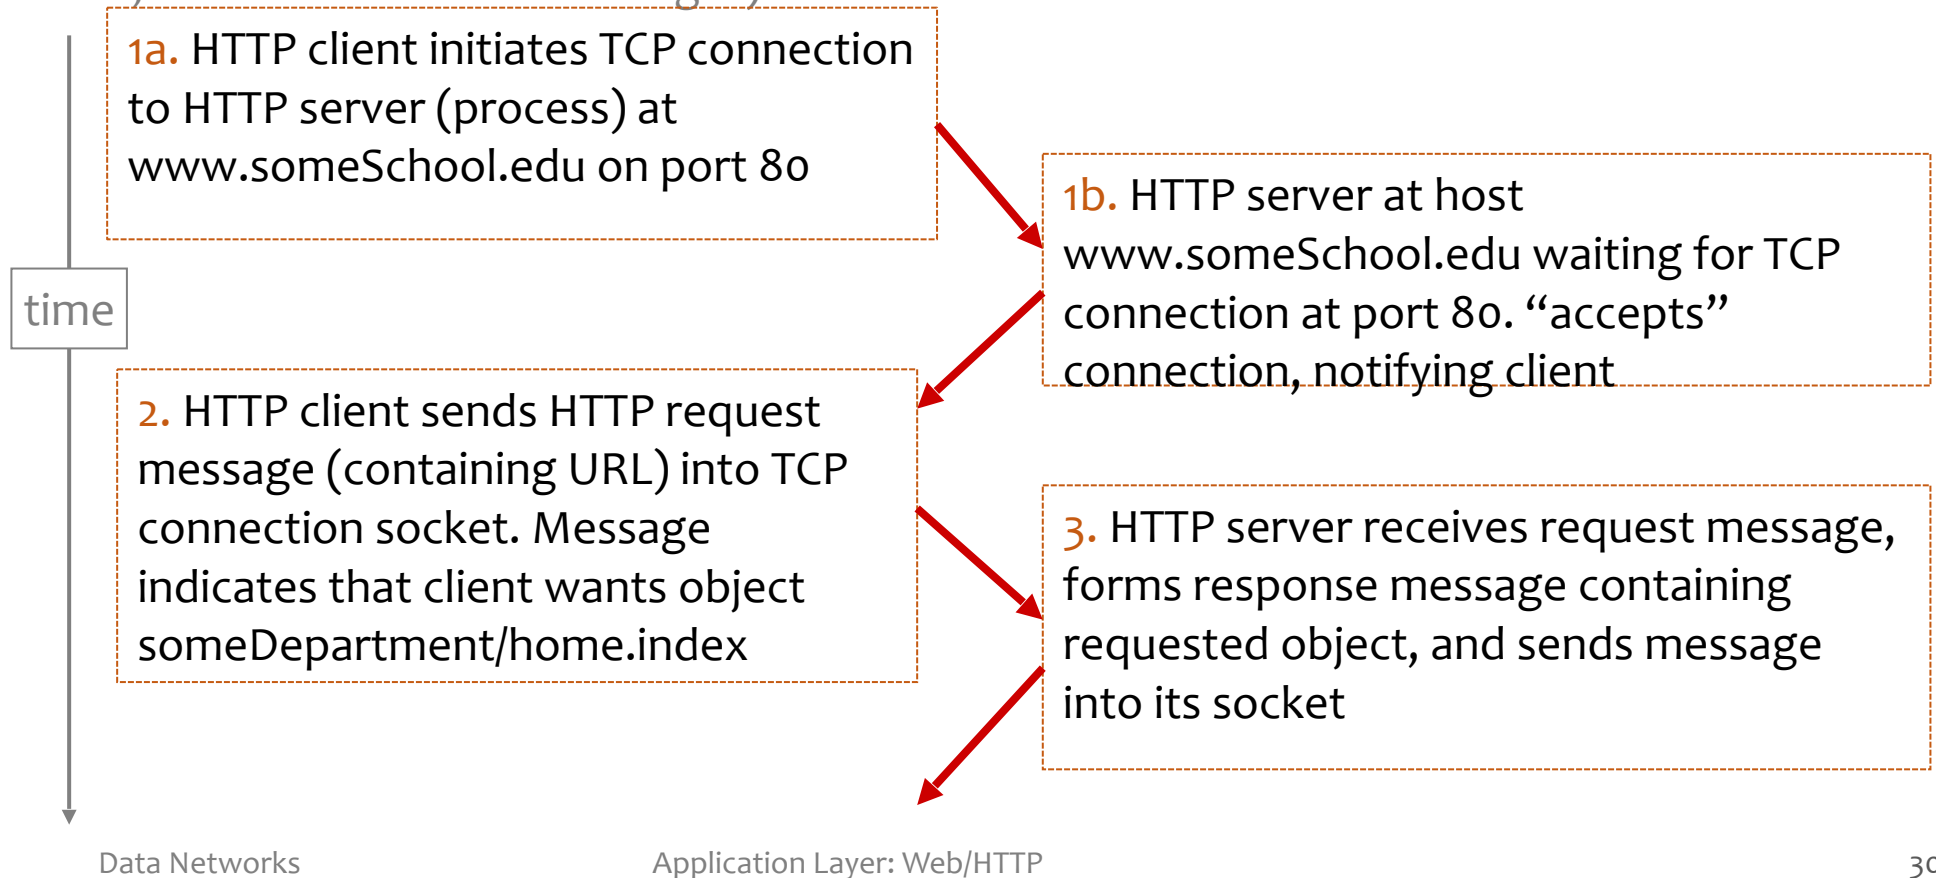 1a. HTTP client initiates TCP connection
to HTTP server (process) at
www.someSchool.edu on port 80
1b. HTTP server at host
www.someSchool.edu waiting for TCP
connection at port 80. “accepts”
connection, notifying client
time
2. HTTP client sends HTTP request
message (containing URL) into TCP
connection socket. Message
indicates that client wants object
someDepartment/home.index
3. HTTP server receives request message,
forms response message containing
requested object, and sends message
into its socket
Data Networks
Application Layer: Web/HTTP
30